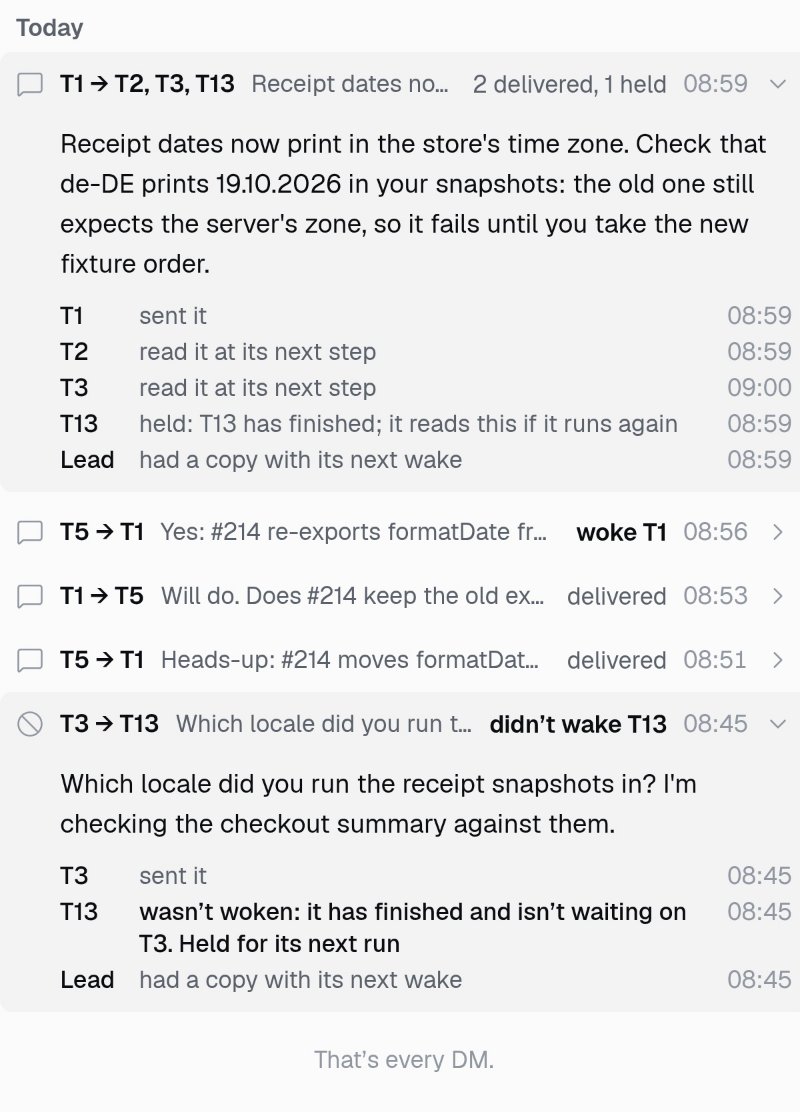 Today
T1 → T2, T3, T13 Receipt dates no... 2 delivered, 1 held 08:59
Receipt dates now print in the store's time zone. Check that
de-DE prints 19.10.2026 in your snapshots: the old one still
expects the server's zone, so it fails until you take the new
fixture order.
T1 sent it 08:59
T2 read it at its next step 08:59
T3 read it at its next step 09:00
T13 held: T13 has finished; it reads this if it runs again 08:59
Lead had a copy with its next wake 08:59
T5 → T1 Yes: #214 re-exports formatDate fr... woke T1 08:56
T1 → T5 Will do. Does #214 keep the old ex... delivered 08:53
T5 → T1 Heads-up: #214 moves formatDat... delivered 08:51
T3 → T13 Which locale did you run t... didn’t wake T13 08:45
Which locale did you run the receipt snapshots in? I'm
checking the checkout summary against them.
T3 sent it 08:45
T13 wasn’t woken: it has finished and isn’t waiting on 08:45
T3. Held for its next run
Lead had a copy with its next wake 08:45
That’s every DM.